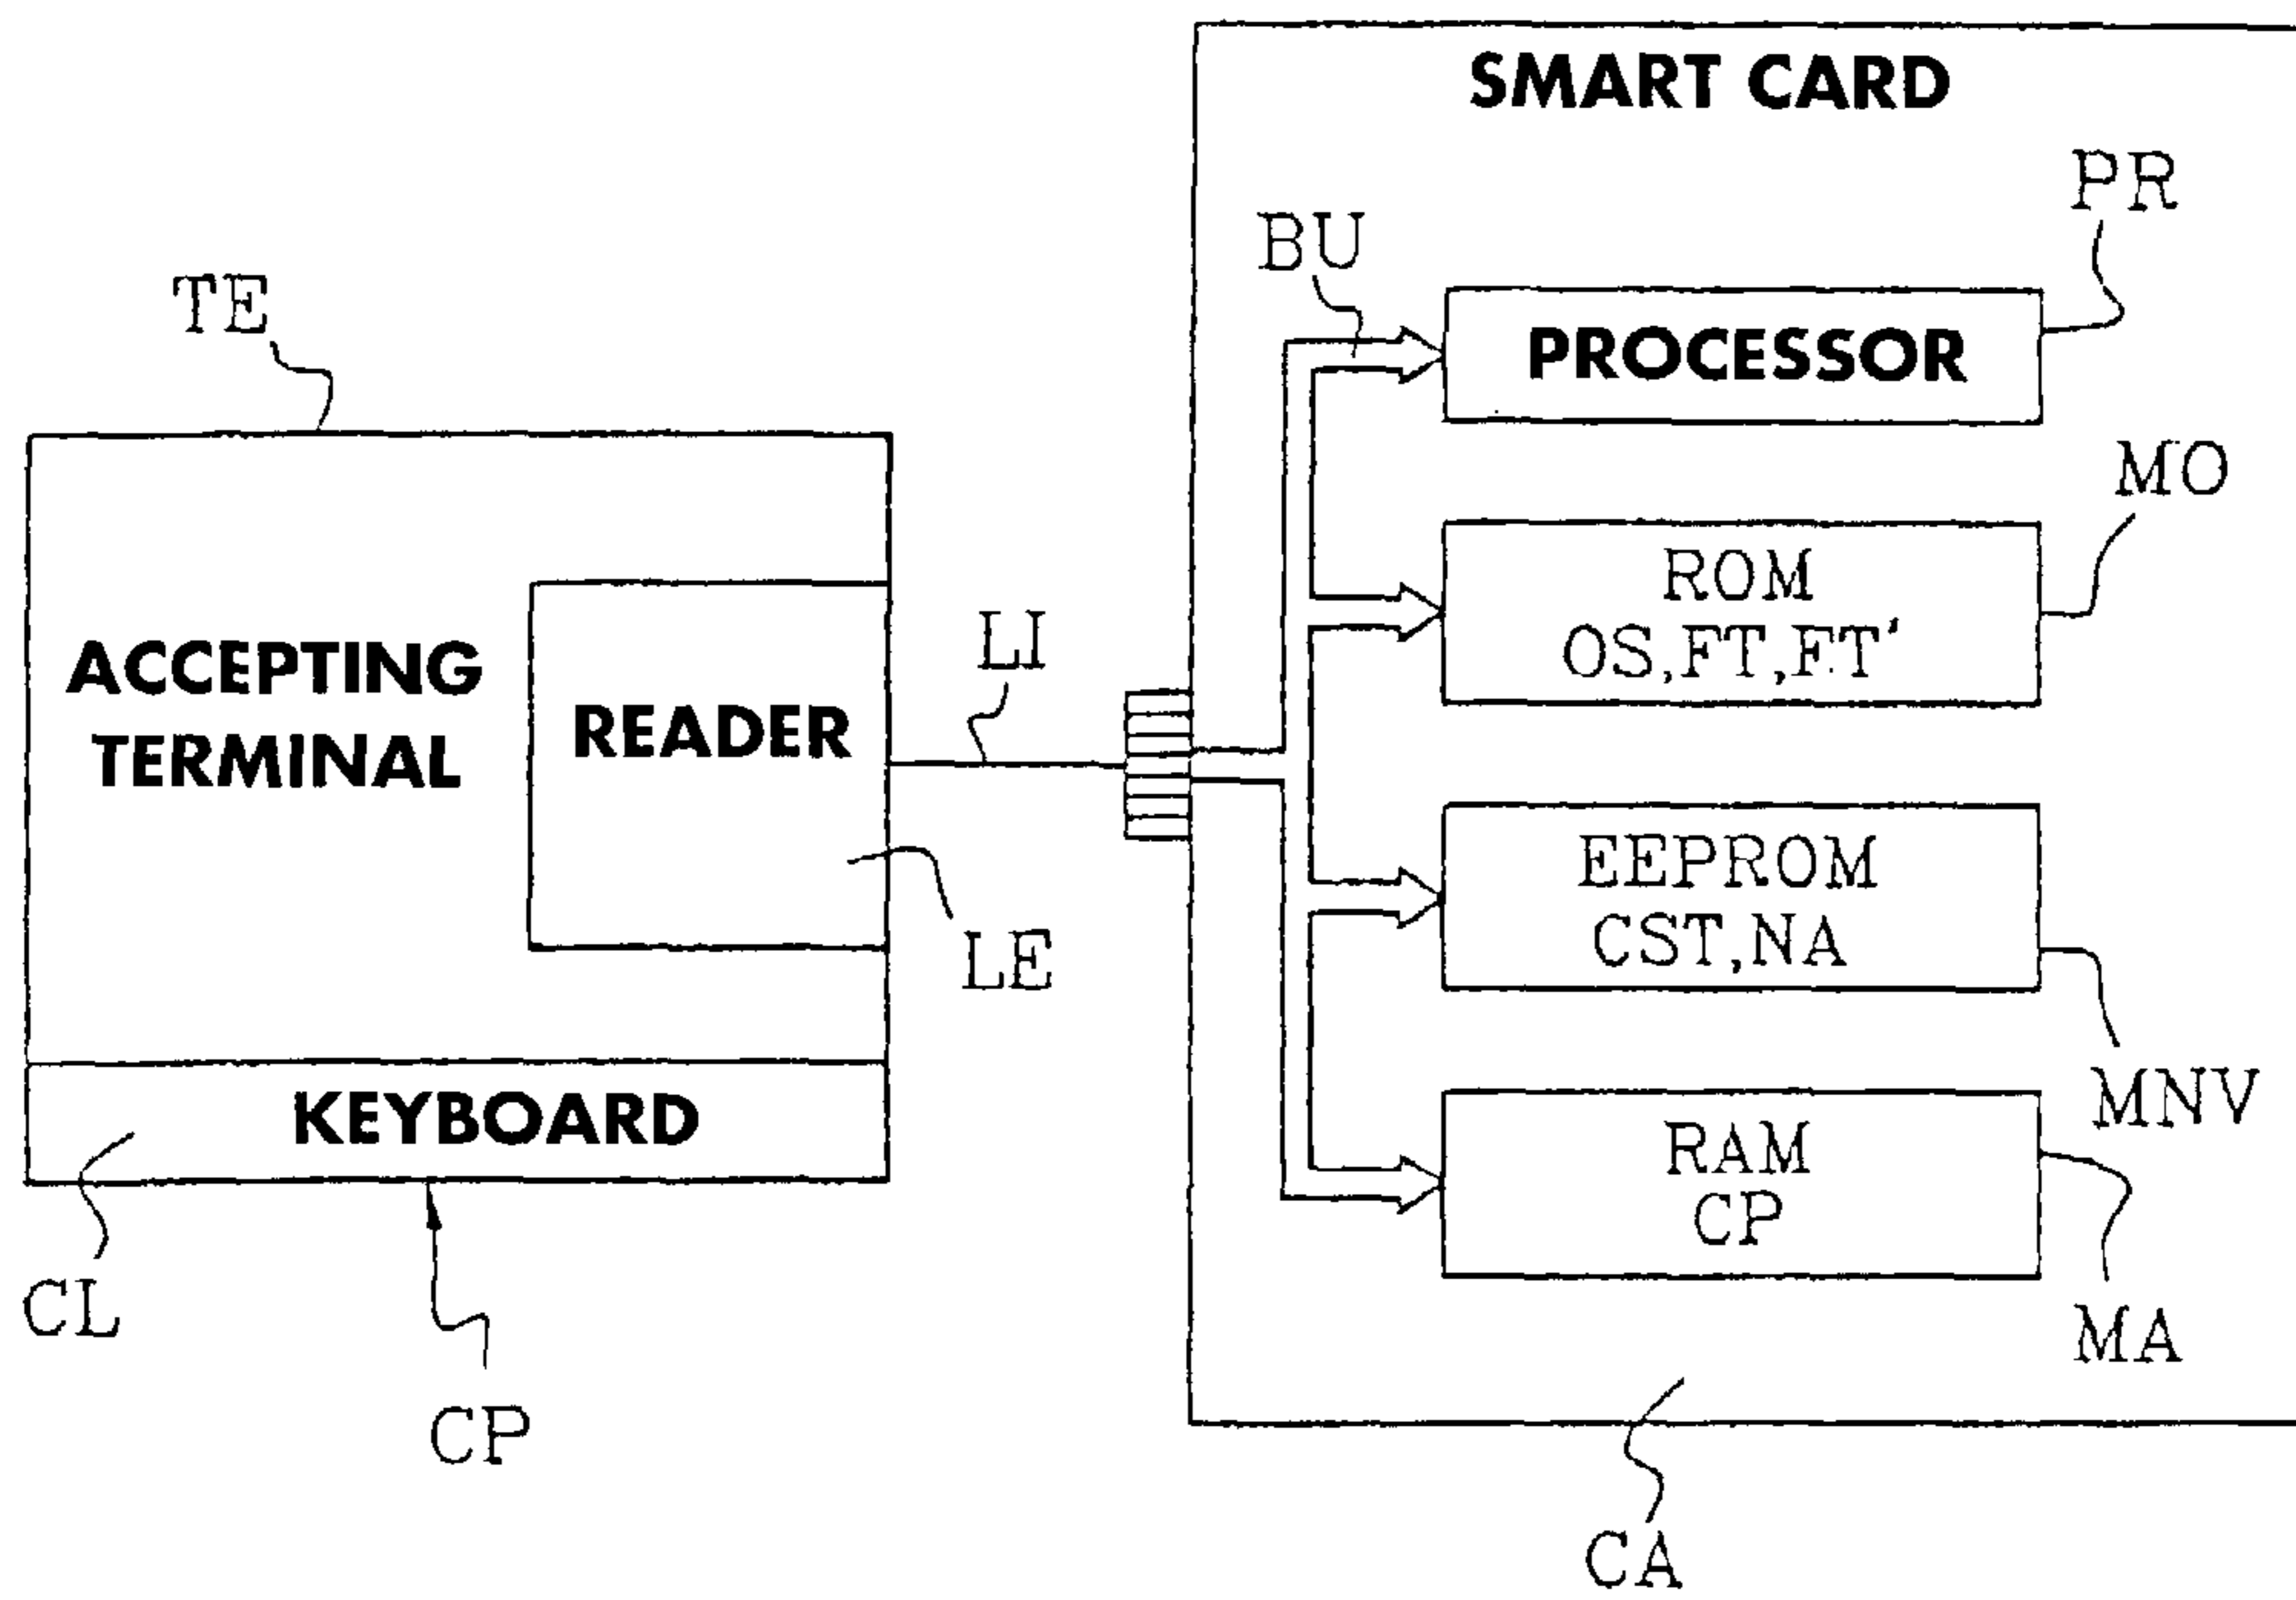 SMART CARD
PR
BU
TE
PROCESSOR
MO
ROM
OS,FT,FT'
ACCEPTING
TERMINAL
READER
LI
EEPROM
CST,NA
LE
MNV
KEYBOARD
RAM
CP
CL
MA
CP
CA